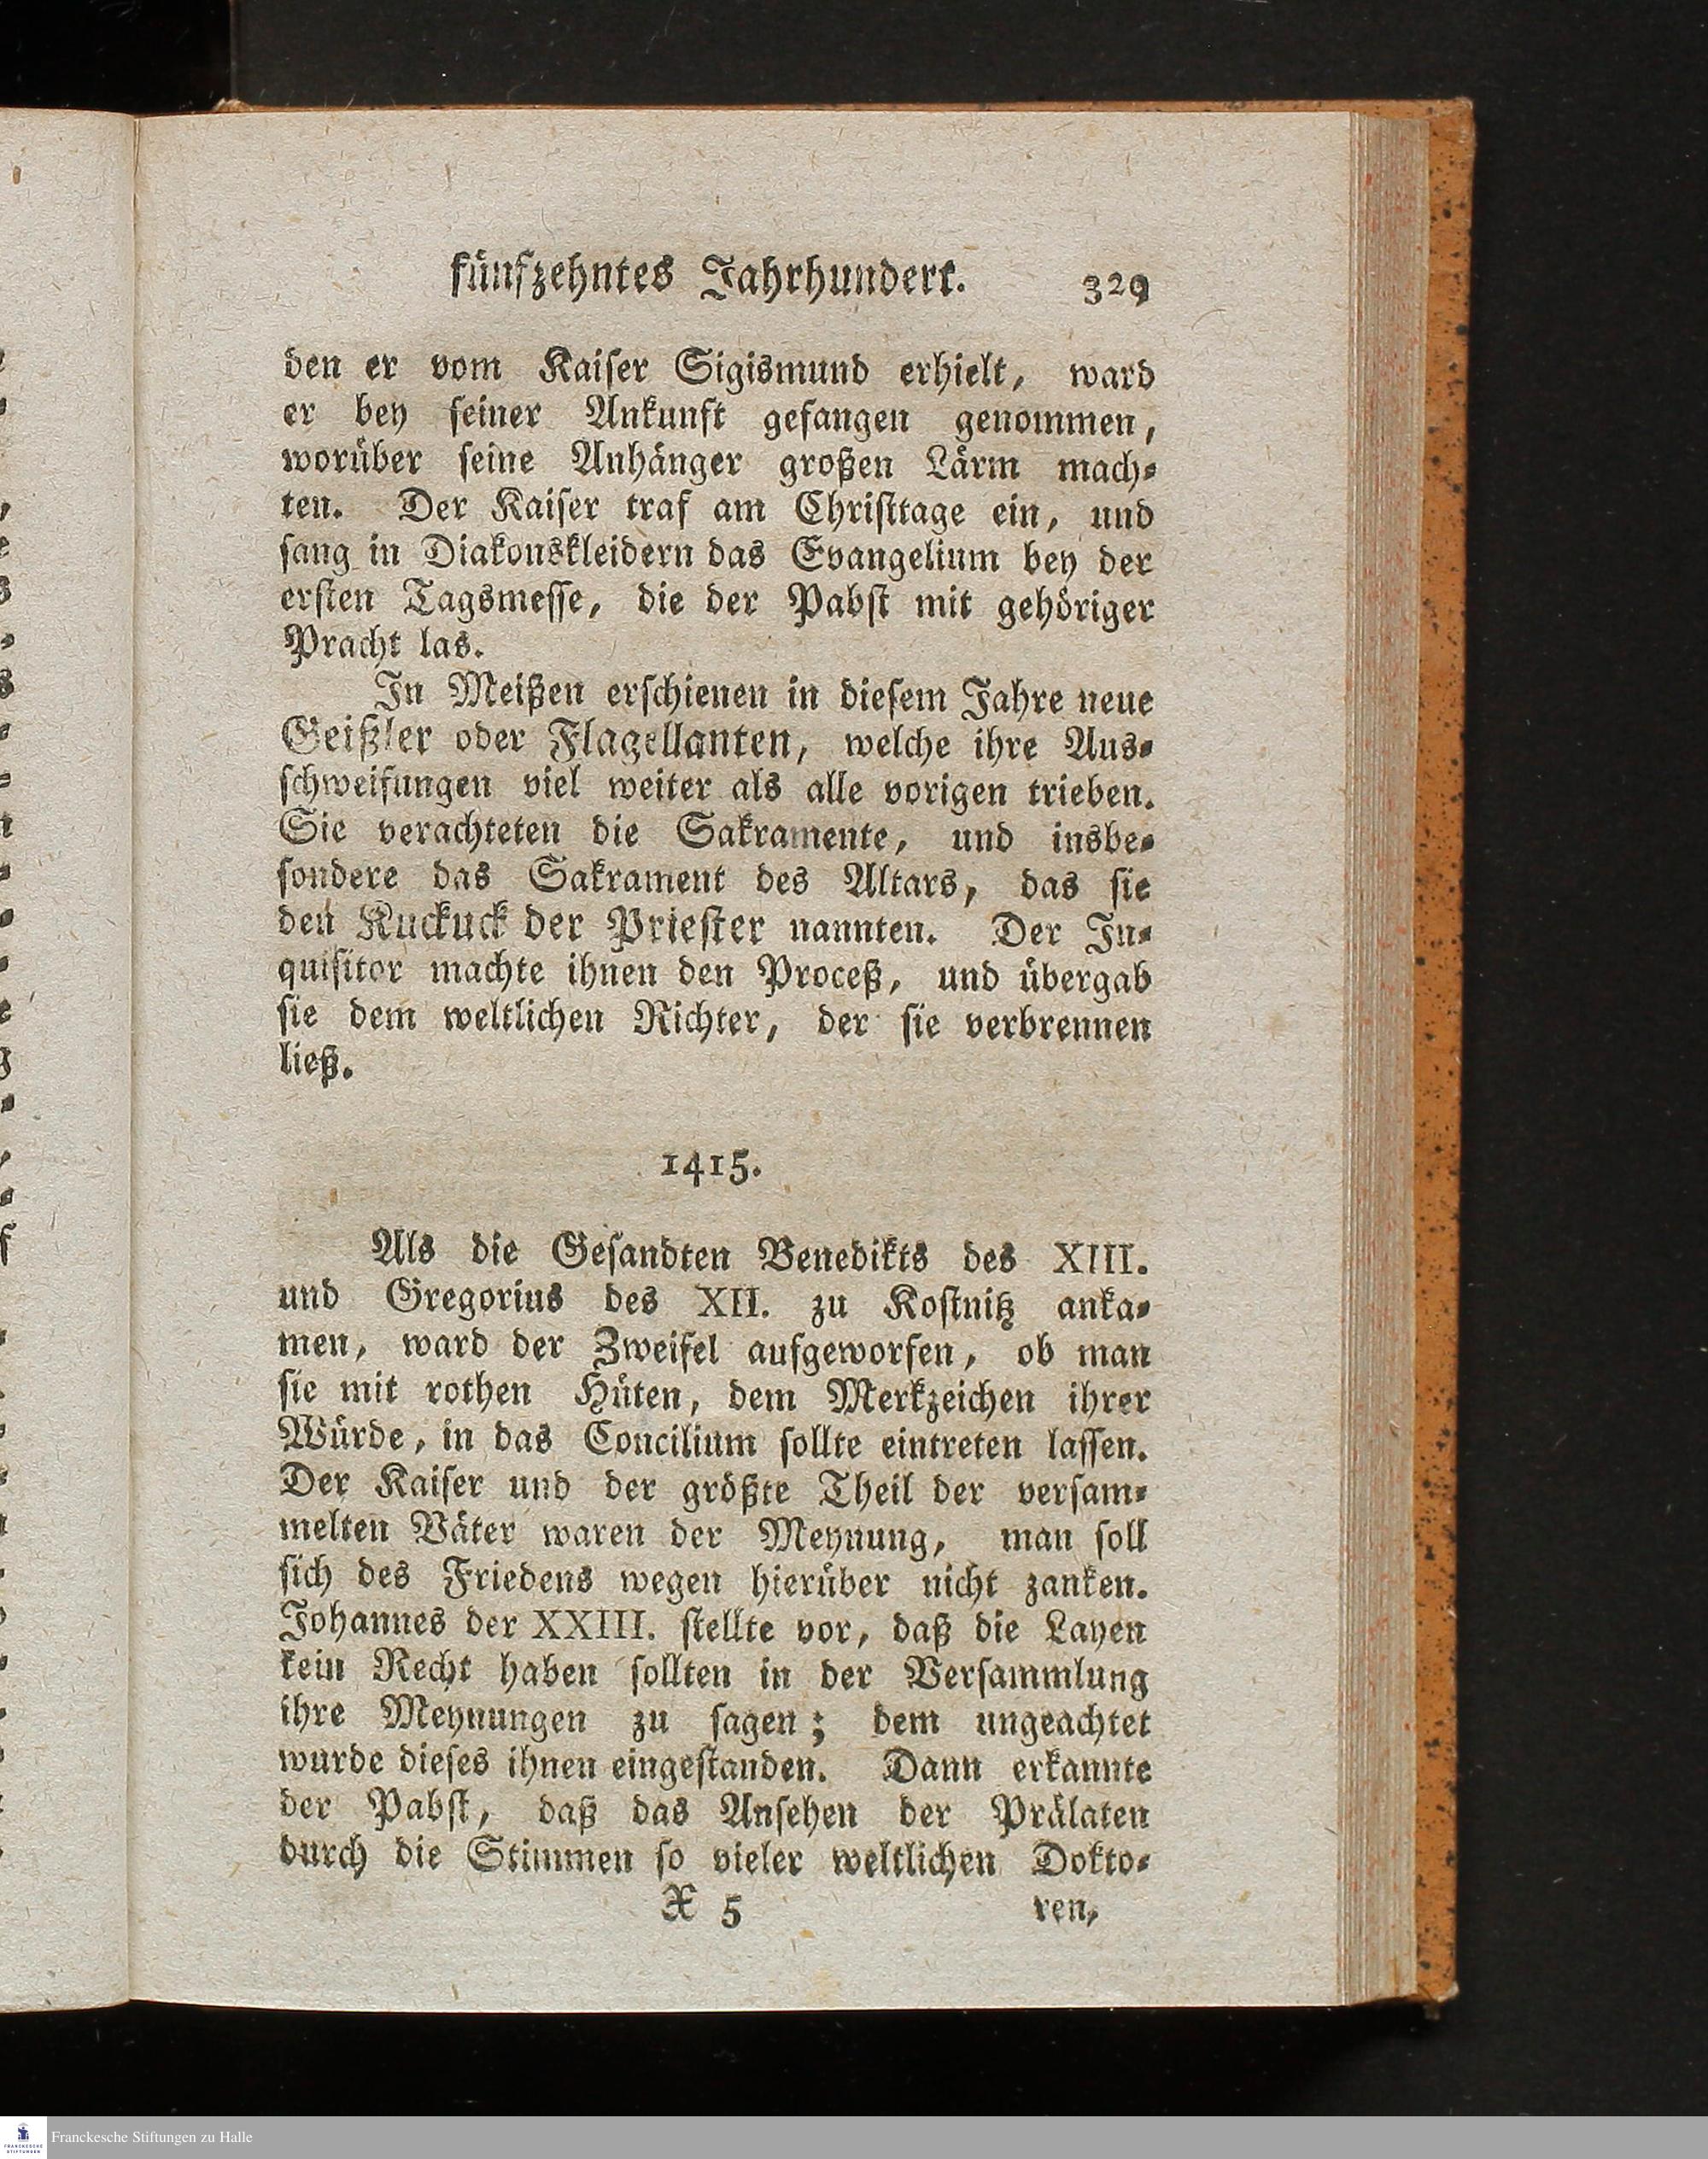 fünfzehntes Jahrhundert. 329
den er vom Kaiser Sigismund erhielt, ward
er bey seiner Ankunft gefangen genommen,
worüber seine Anhänger großen Lärm mach-
ten. Der Kaiser traf am Christtage ein, und
sang in Diakonskleidern das Evangelium bey der
ersten Tagsmesse, die der Pabst mit gehöriger
Pracht las.
In Meißen erschienen in diesem Jahre neue
Geißler oder Flagellanten, welche ihre Aus-
schweifungen viel weiter als alle vorigen trieben.
Sie verachteten die Sakramente, und insbe-
sondere das Sakrament des Altars, das sie
den Kuckuck der Priester nannten. Der In-
quisitor machte ihnen den Proceß, und übergab
sie dem weltlichen Richter, der sie verbrennen
ließ.
1415.
Als die Gesandten Benedikts des XIII.
und Gregorius des XII. zu Kostnitz anka-
men, ward der Zweifel aufgeworfen, ob man
sie mit rothen Hüten, dem Merkzeichen ihrer
Würde, in das Concilium sollte eintreten lassen.
Der Kaiser und der größte Theil der versam-
melten Väter waren der Meynung, man soll
sich des Friedens wegen hierüber nicht zanken.
Johannes der XXIII. stellte vor, daß die Layen
kein Recht haben sollten in der Versammlung
ihre Meynungen zu sagen; dem ungeachtet
wurde dieses ihnen eingestanden. Dann erkannte
der Pabst, daß das Ansehen der Prälaten
durch die Stimmen so vieler weltlichen Dokto-
X 5 ren,
Franckesche Stiftungen zu Halle